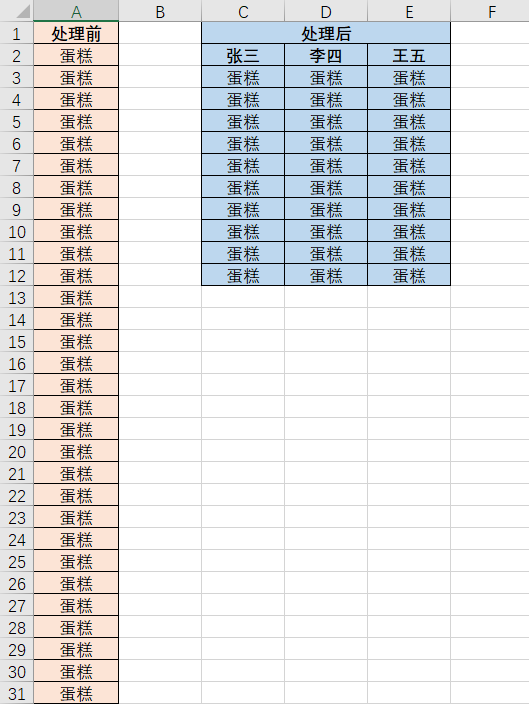 A B C D E F
1 处理前 处理后
2 蛋糕 张三 李四 王五
3 蛋糕 蛋糕 蛋糕 蛋糕
4 蛋糕 蛋糕 蛋糕 蛋糕
5 蛋糕 蛋糕 蛋糕 蛋糕
6 蛋糕 蛋糕 蛋糕 蛋糕
7 蛋糕 蛋糕 蛋糕 蛋糕
8 蛋糕 蛋糕 蛋糕 蛋糕
9 蛋糕 蛋糕 蛋糕 蛋糕
10 蛋糕 蛋糕 蛋糕 蛋糕
11 蛋糕 蛋糕 蛋糕 蛋糕
12 蛋糕 蛋糕 蛋糕 蛋糕
13 蛋糕
14 蛋糕
15 蛋糕
16 蛋糕
17 蛋糕
18 蛋糕
19 蛋糕
20 蛋糕
21 蛋糕
22 蛋糕
23 蛋糕
24 蛋糕
25 蛋糕
26 蛋糕
27 蛋糕
28 蛋糕
29 蛋糕
30 蛋糕
31 蛋糕